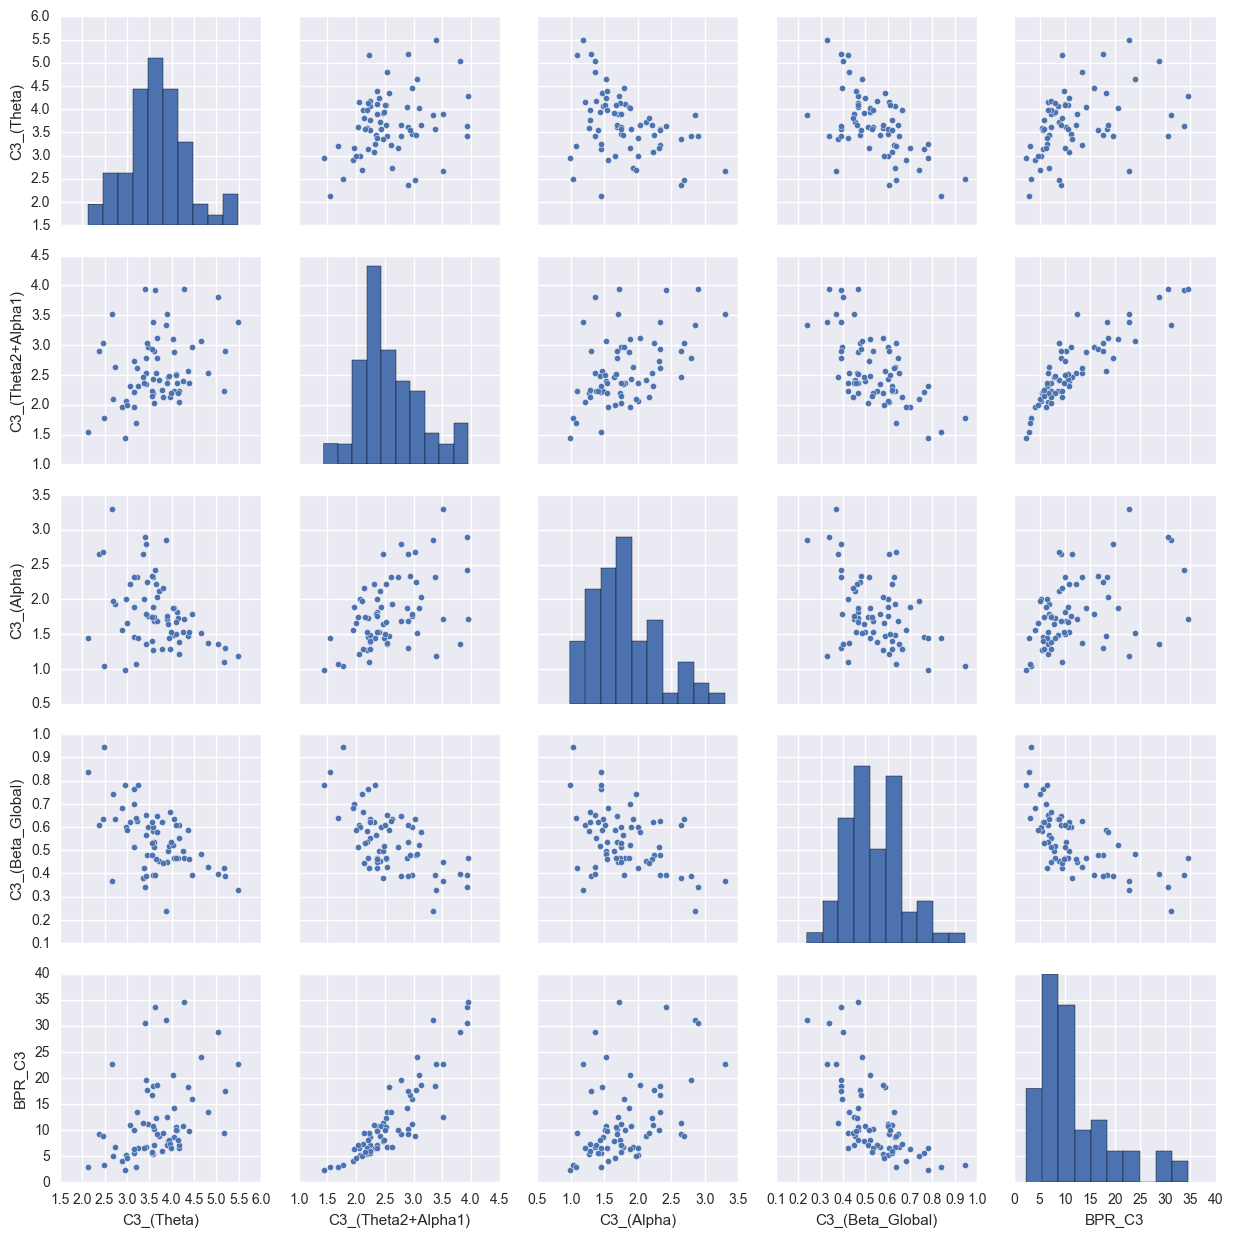 6.0
5.5
5.0
4.5
4.0
3.5
3.0
2.5
2.0
1.5
C3_(Theta)
4.5
4.0
3.5
3.0
2.5
2.0
1.5
1.0
C3_(Theta2+Alpha1)
3.5
3.0
2.5
2.0
1.5
1.0
0.5
C3_(Alpha)
1.0
0.9
0.8
0.7
0.6
0.5
0.4
0.3
0.2
0.1
C3_(Beta_Global)
40
35
30
25
20
15
10
5
0
BPR_C3
1.5 2.0 2.5 3.0 3.5 4.0 4.5 5.0 5.5 6.0
C3_(Theta)
1.0 1.5 2.0 2.5 3.0 3.5 4.0 4.5
C3_(Theta2+Alpha1)
0.5 1.0 1.5 2.0 2.5 3.0 3.5
C3_(Alpha)
0.1 0.2 0.3 0.4 0.5 0.6 0.7 0.8 0.9 1.0
C3_(Beta_Global)
0 5 10 15 20 25 30 35 40
BPR_C3